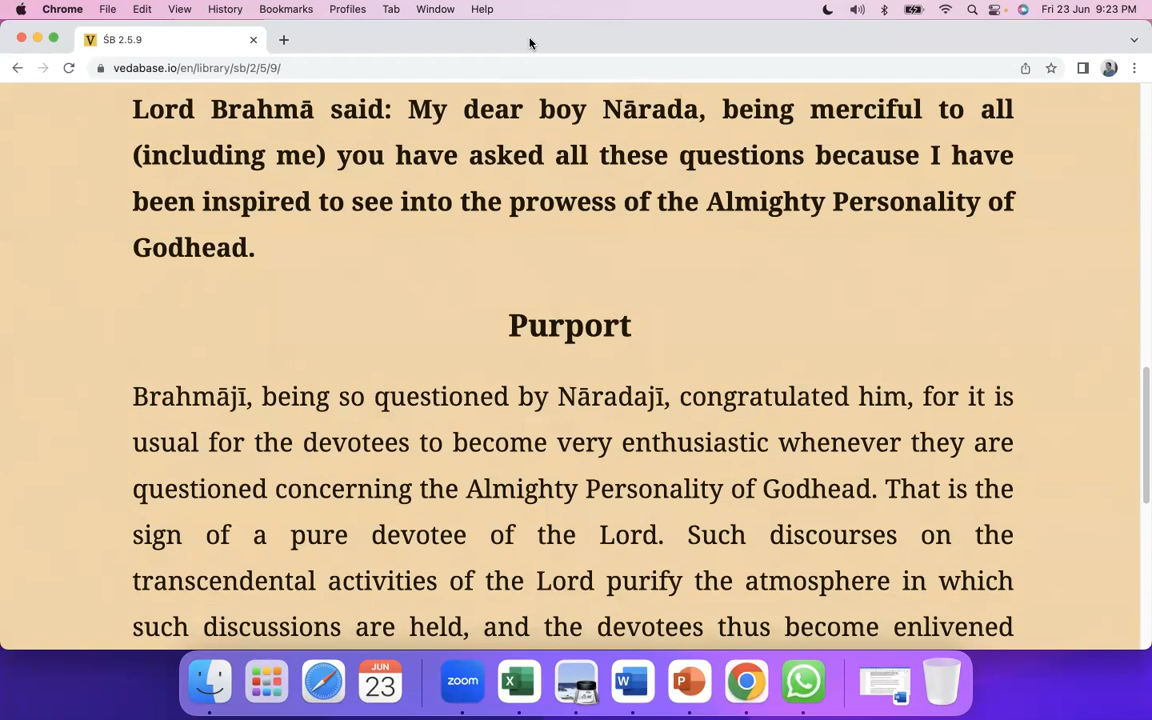 Chrome File Edit View History Bookmarks Profiles Tab Window Help Fri 23 Jun 9:23 PM
V ŚB 2.5.9
vedabase.io/en/library/sb/2/5/9/
Lord Brahmā said: My dear boy Nārada, being merciful to all
(including me) you have asked all these questions because I have
been inspired to see into the prowess of the Almighty Personality of
Godhead.
Purport
Brahmājī, being so questioned by Nāradajī, congratulated him, for it is
usual for the devotees to become very enthusiastic whenever they are
questioned concerning the Almighty Personality of Godhead. That is the
sign of a pure devotee of the Lord. Such discourses on the
transcendental activities of the Lord purify the atmosphere in which
such discussions are held, and the devotees thus become enlivened
JUN
23
zoom
X
W
P
W